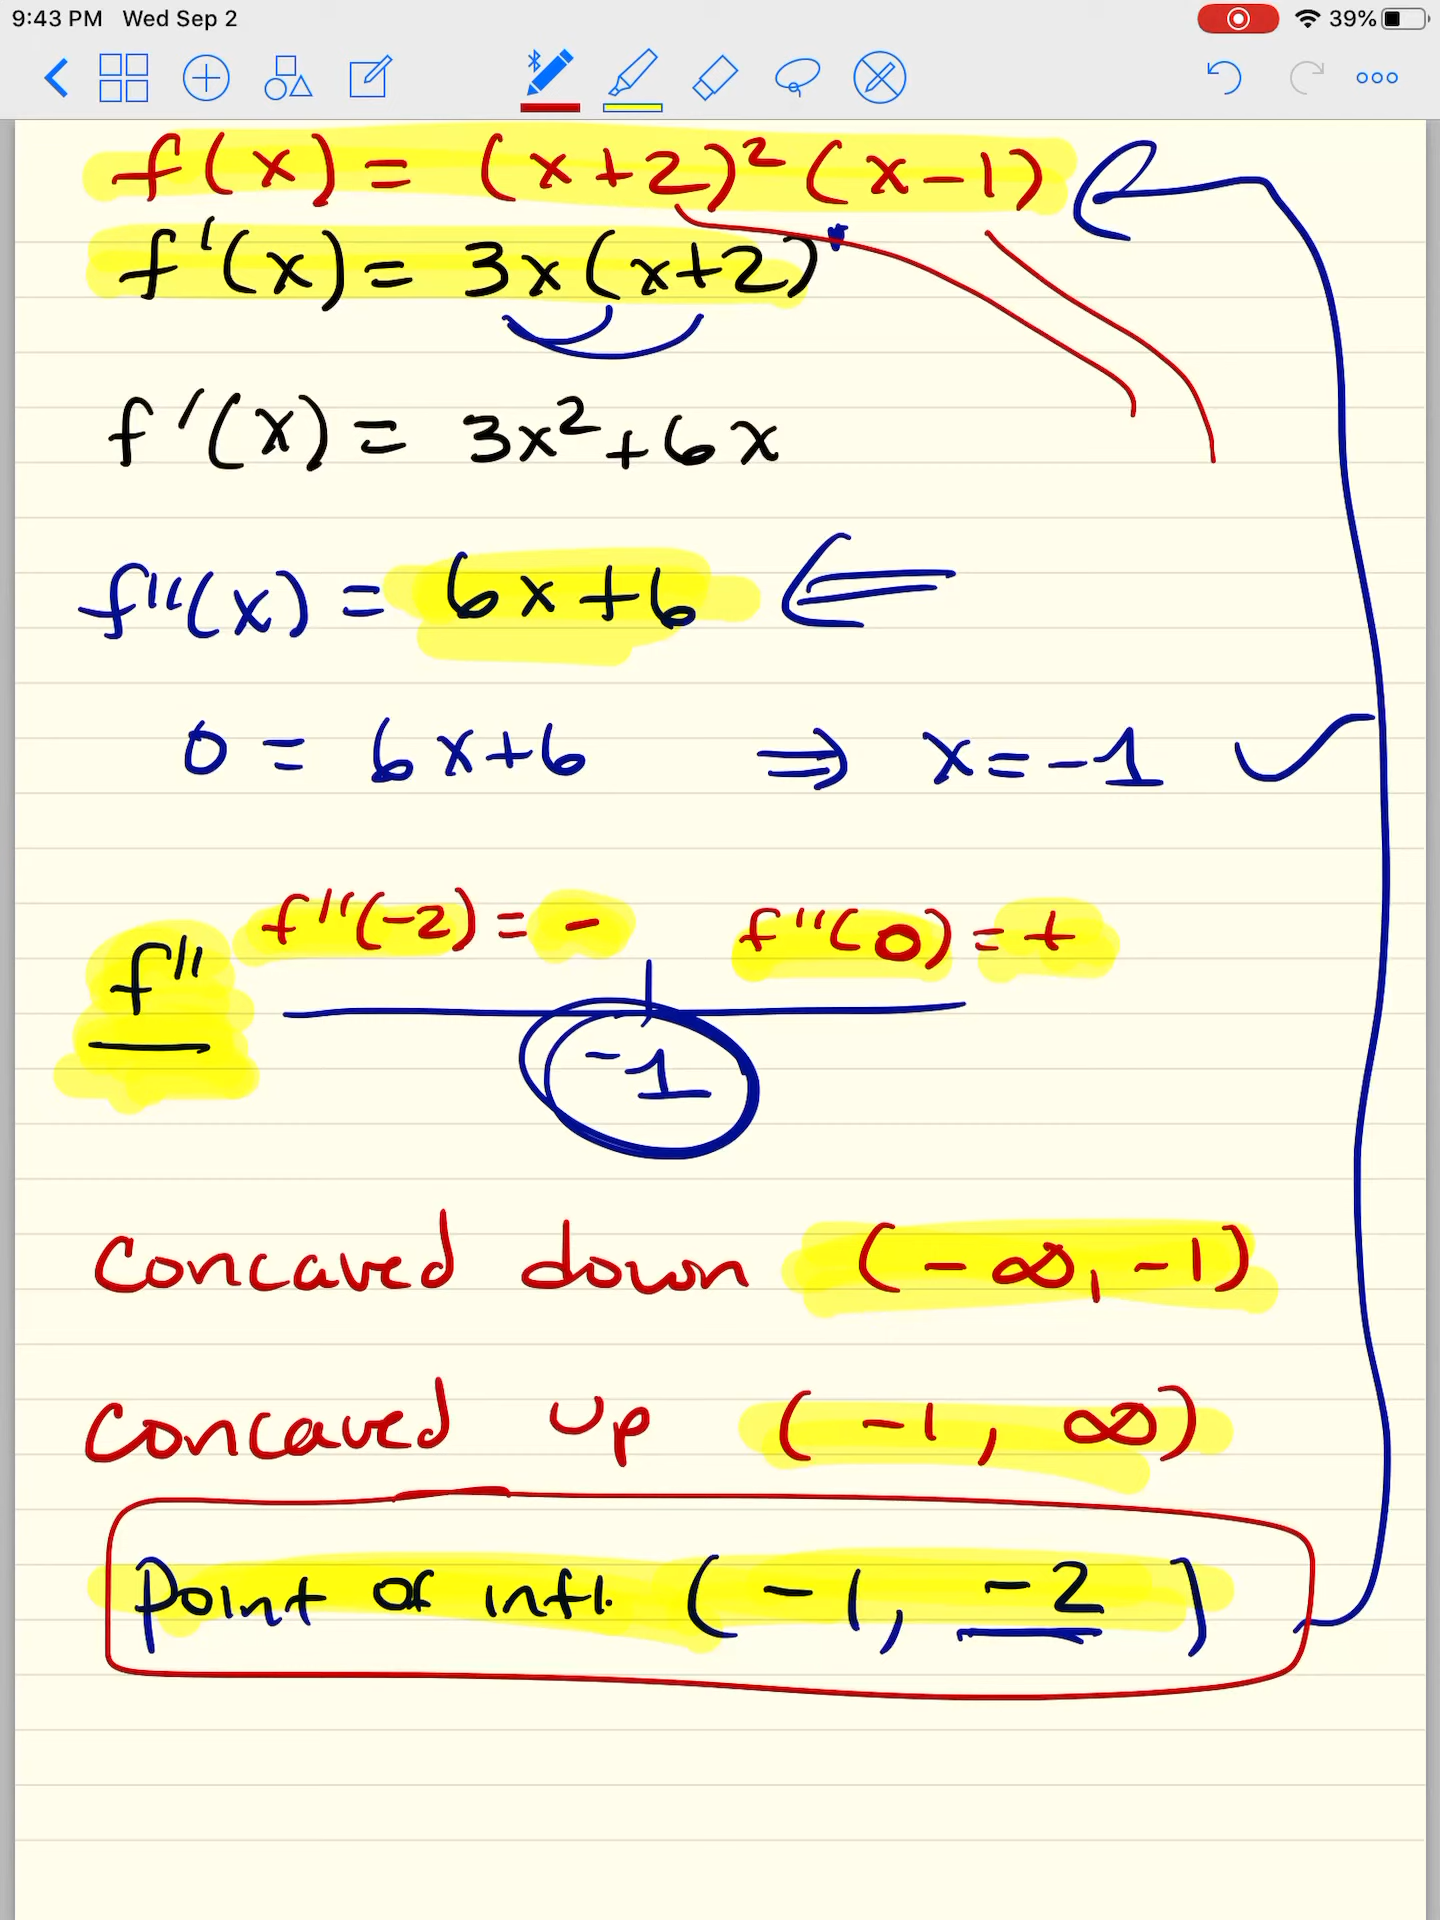 9:43 PM Wed Sep 2 39%
f(x) = (x+2)² (x-1)
f'(x) = 3x(x+2)
f'(x) = 3x²+6x
f''(x) = 6x+6
0 = 6x+6 ⇒ x=-1
f''(-2) = - f''(0) = +
f''
-1
Concaved down (-∞, -1)
Concaved up (-1, ∞)
Point of infl. (-1, -2)